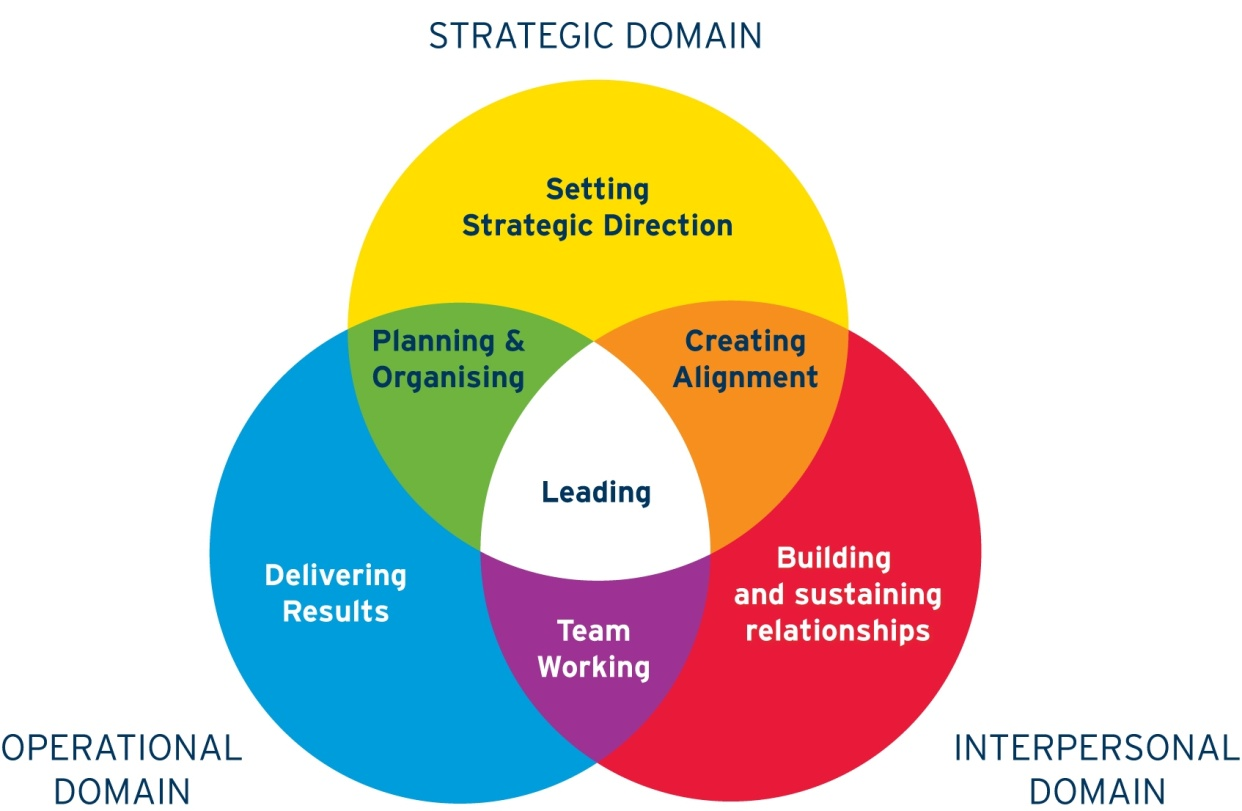 STRATEGIC DOMAIN
Setting
Strategic Direction
Planning &
Organising
Creating
Alignment
Leading
Delivering
Results
Building
and sustaining
relationships
Team
Working
OPERATIONAL
DOMAIN
INTERPERSONAL
DOMAIN